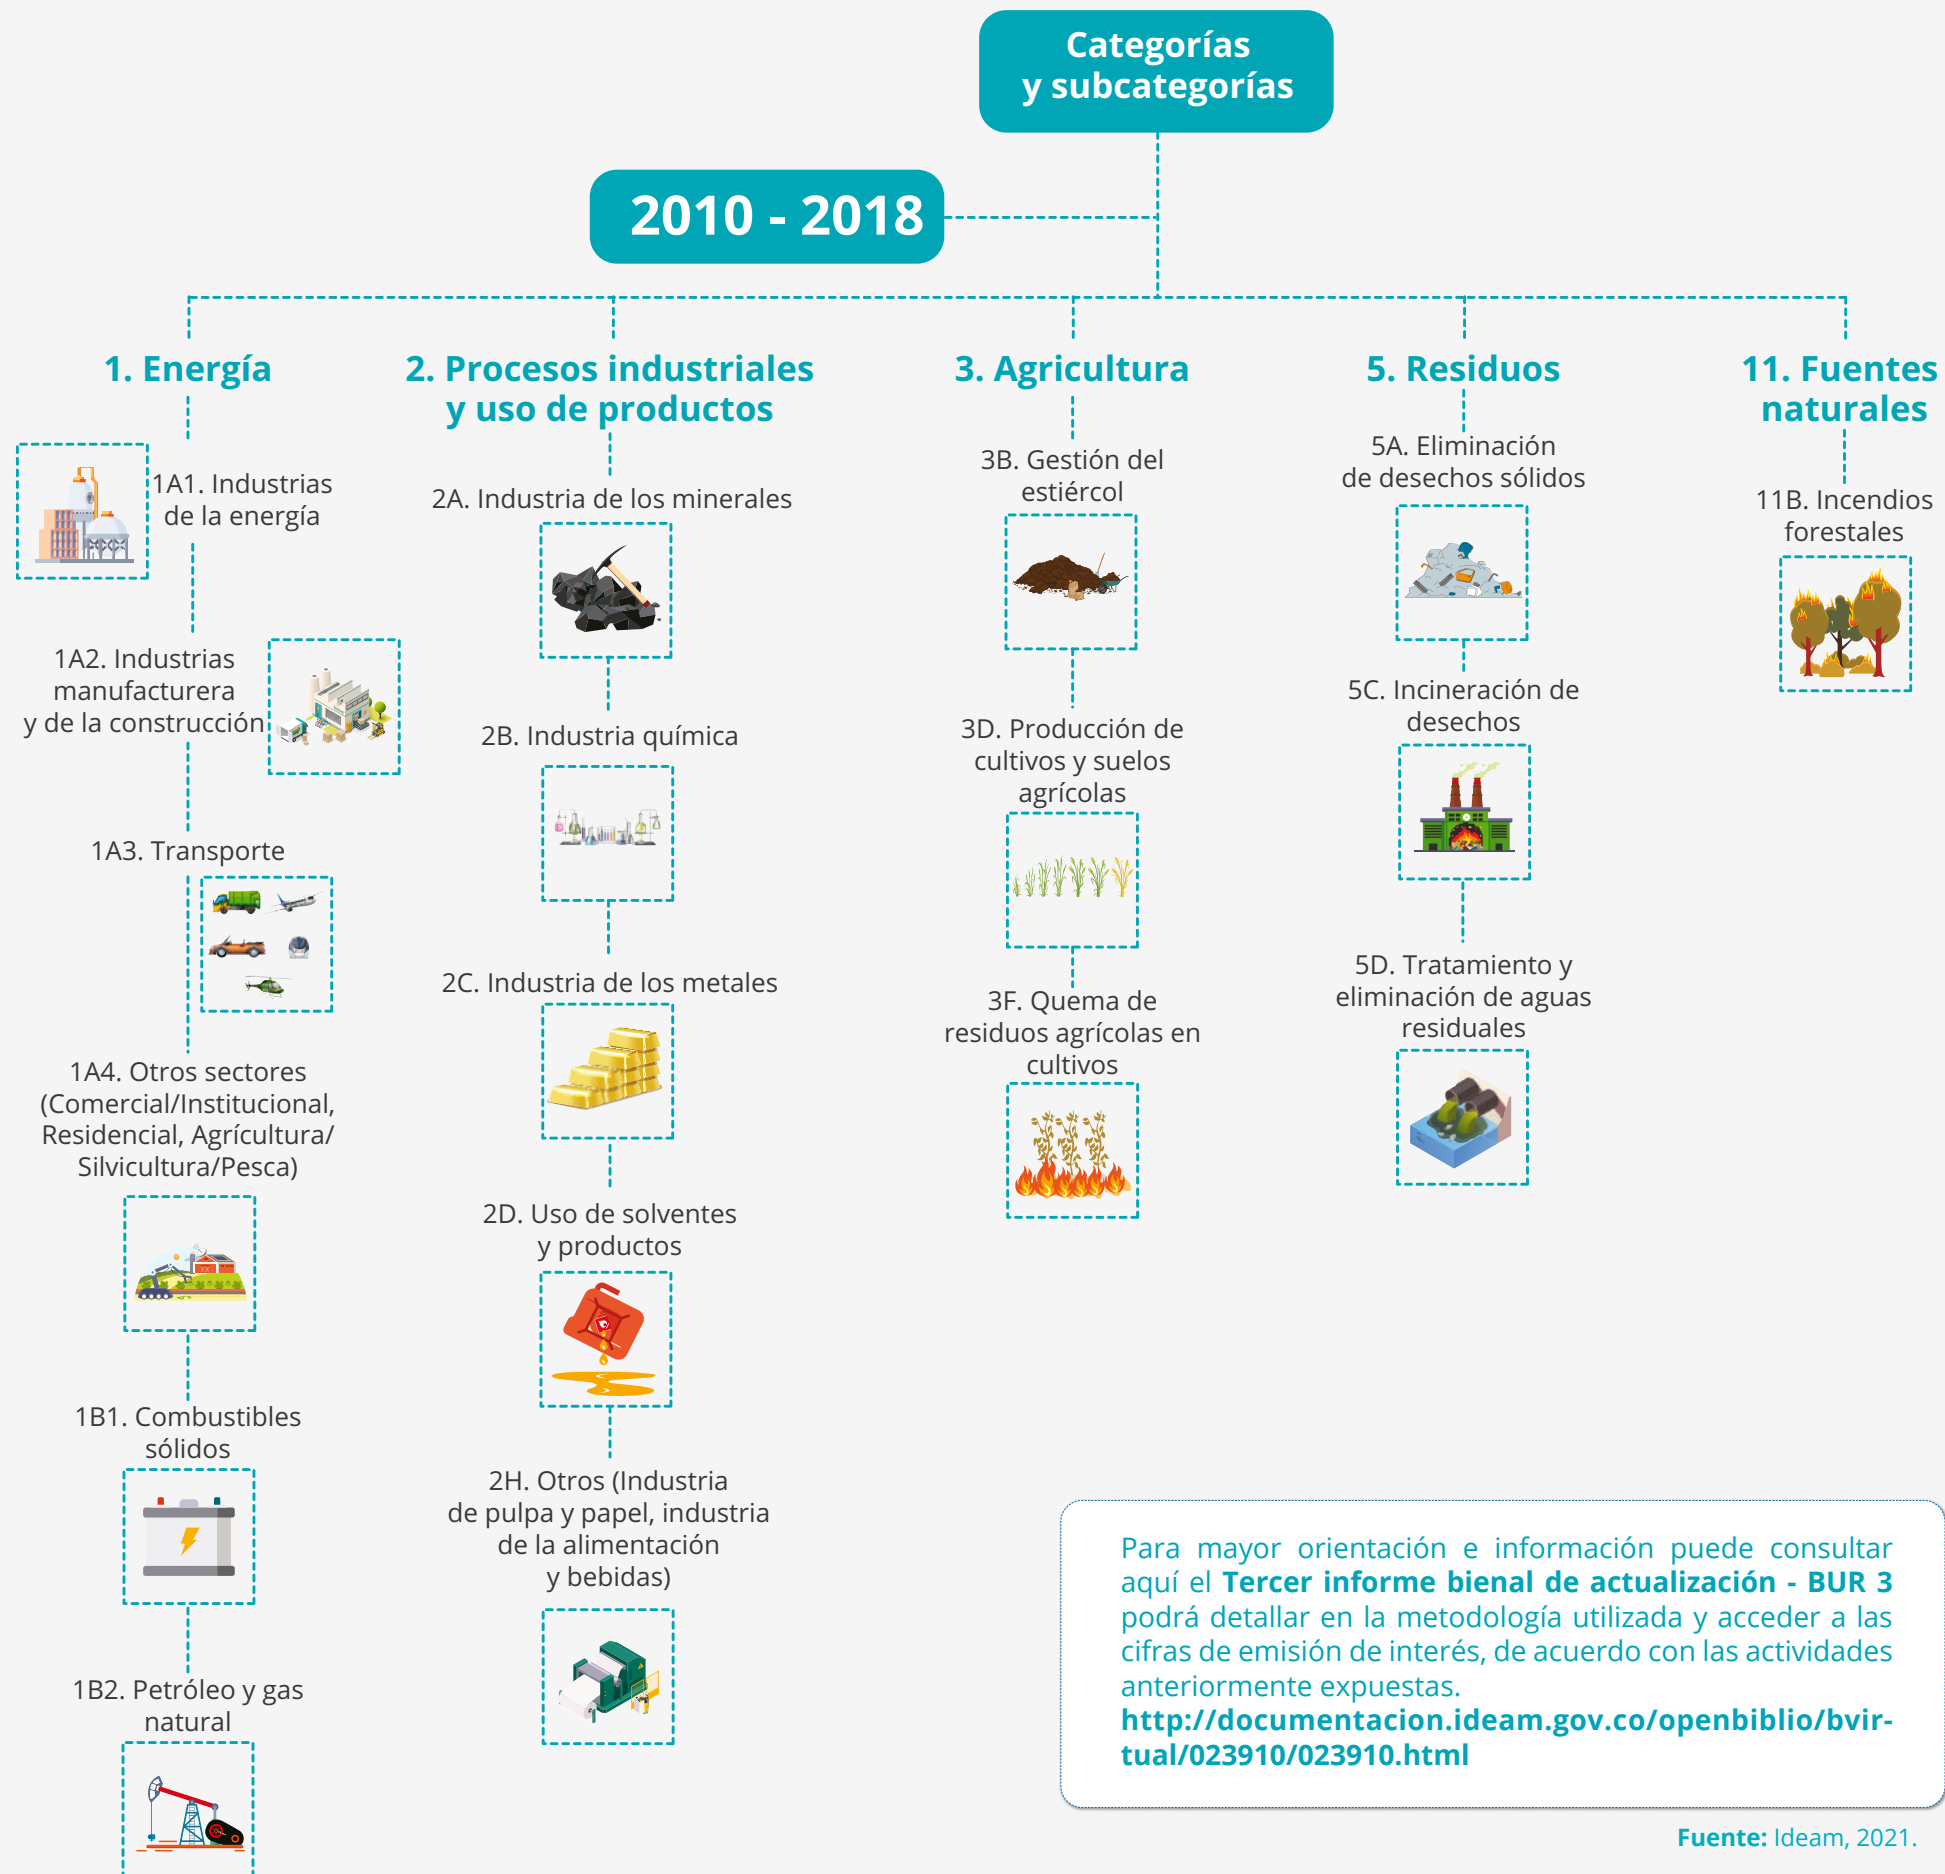 Categorías
y subcategorías
2010 - 2018
1. Energía
1A1. Industrias
de la energía
1A2. Industrias
manufacturera
y de la construcción
1A3. Transporte
1A4. Otros sectores
(Comercial/Institucional,
Residencial, Agrícultura/
Silvicultura/Pesca)
1B1. Combustibles
sólidos
1B2. Petróleo y gas
natural
2. Procesos industriales
y uso de productos
2A. Industria de los minerales
2B. Industria química
2C. Industria de los metales
2D. Uso de solventes
y productos
2H. Otros (Industria
de pulpa y papel, industria
de la alimentación
y bebidas)
3. Agricultura
3B. Gestión del
estiércol
3D. Producción de
cultivos y suelos
agrícolas
3F. Quema de
residuos agrícolas en
cultivos
5. Residuos
5A. Eliminación
de desechos sólidos
5C. Incineración de
desechos
5D. Tratamiento y
eliminación de aguas
residuales
11. Fuentes
naturales
11B. Incendios
forestales
Para mayor orientación e información puede consultar
aquí el Tercer informe bienal de actualización - BUR 3
podrá detallar en la metodología utilizada y acceder a las
cifras de emisión de interés, de acuerdo con las actividades
anteriormente expuestas.
http://documentacion.ideam.gov.co/openbiblio/bvir-
tual/023910/023910.html
Fuente: Ideam, 2021.